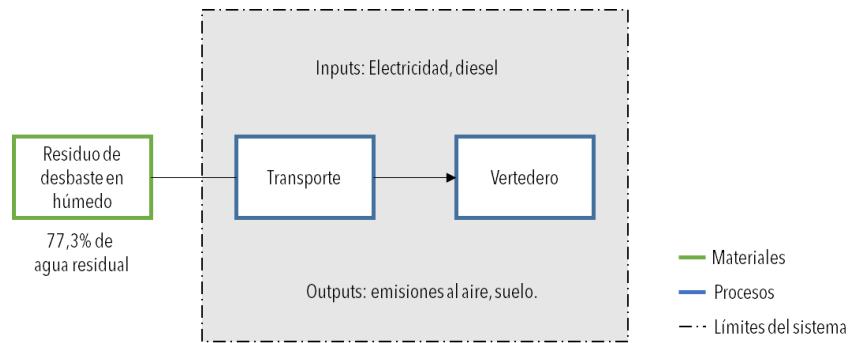 Inputs: Electricidad, diesel
Residuo de
desbaste en
húmedo
Transporte
Vertedero
77,3% de
agua residual
Outputs: emisiones al aire, suelo.
Materiales
Procesos
Límites del sistema